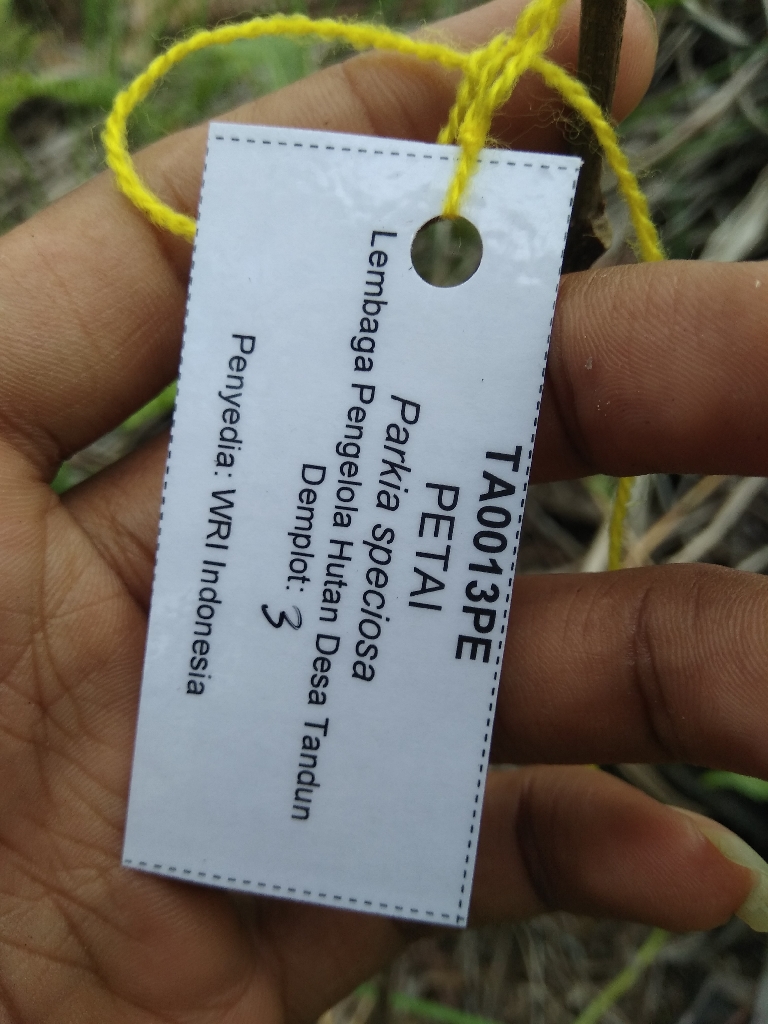 TA0013PE
PETAI
Parkia speciosa
Lembaga Pengelola Hutan Desa Tandun
Demplot: 3
Penyedia: WRI Indonesia